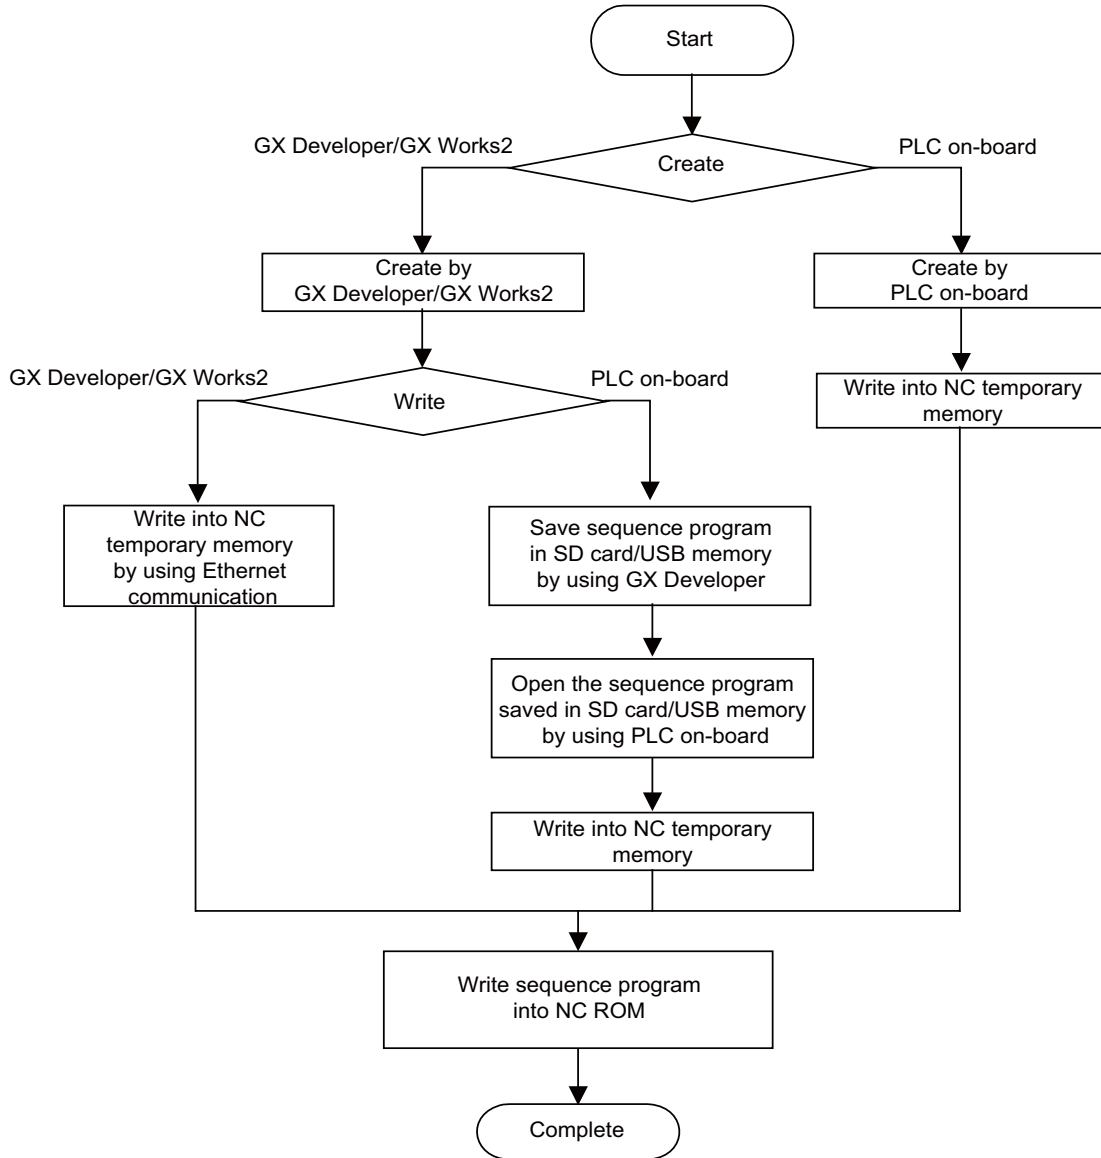 Start
GX Developer/GX Works2
PLC on-board
Create
Create by
GX Developer/GX Works2
Create by
PLC on-board
GX Developer/GX Works2
PLC on-board
Write
Write into NC temporary
memory
Write into NC
temporary memory
by using Ethernet
communication
Save sequence program
in SD card/USB memory
by using GX Developer
Open the sequence program
saved in SD card/USB memory
by using PLC on-board
Write into NC temporary
memory
Write sequence program
into NC ROM
Complete